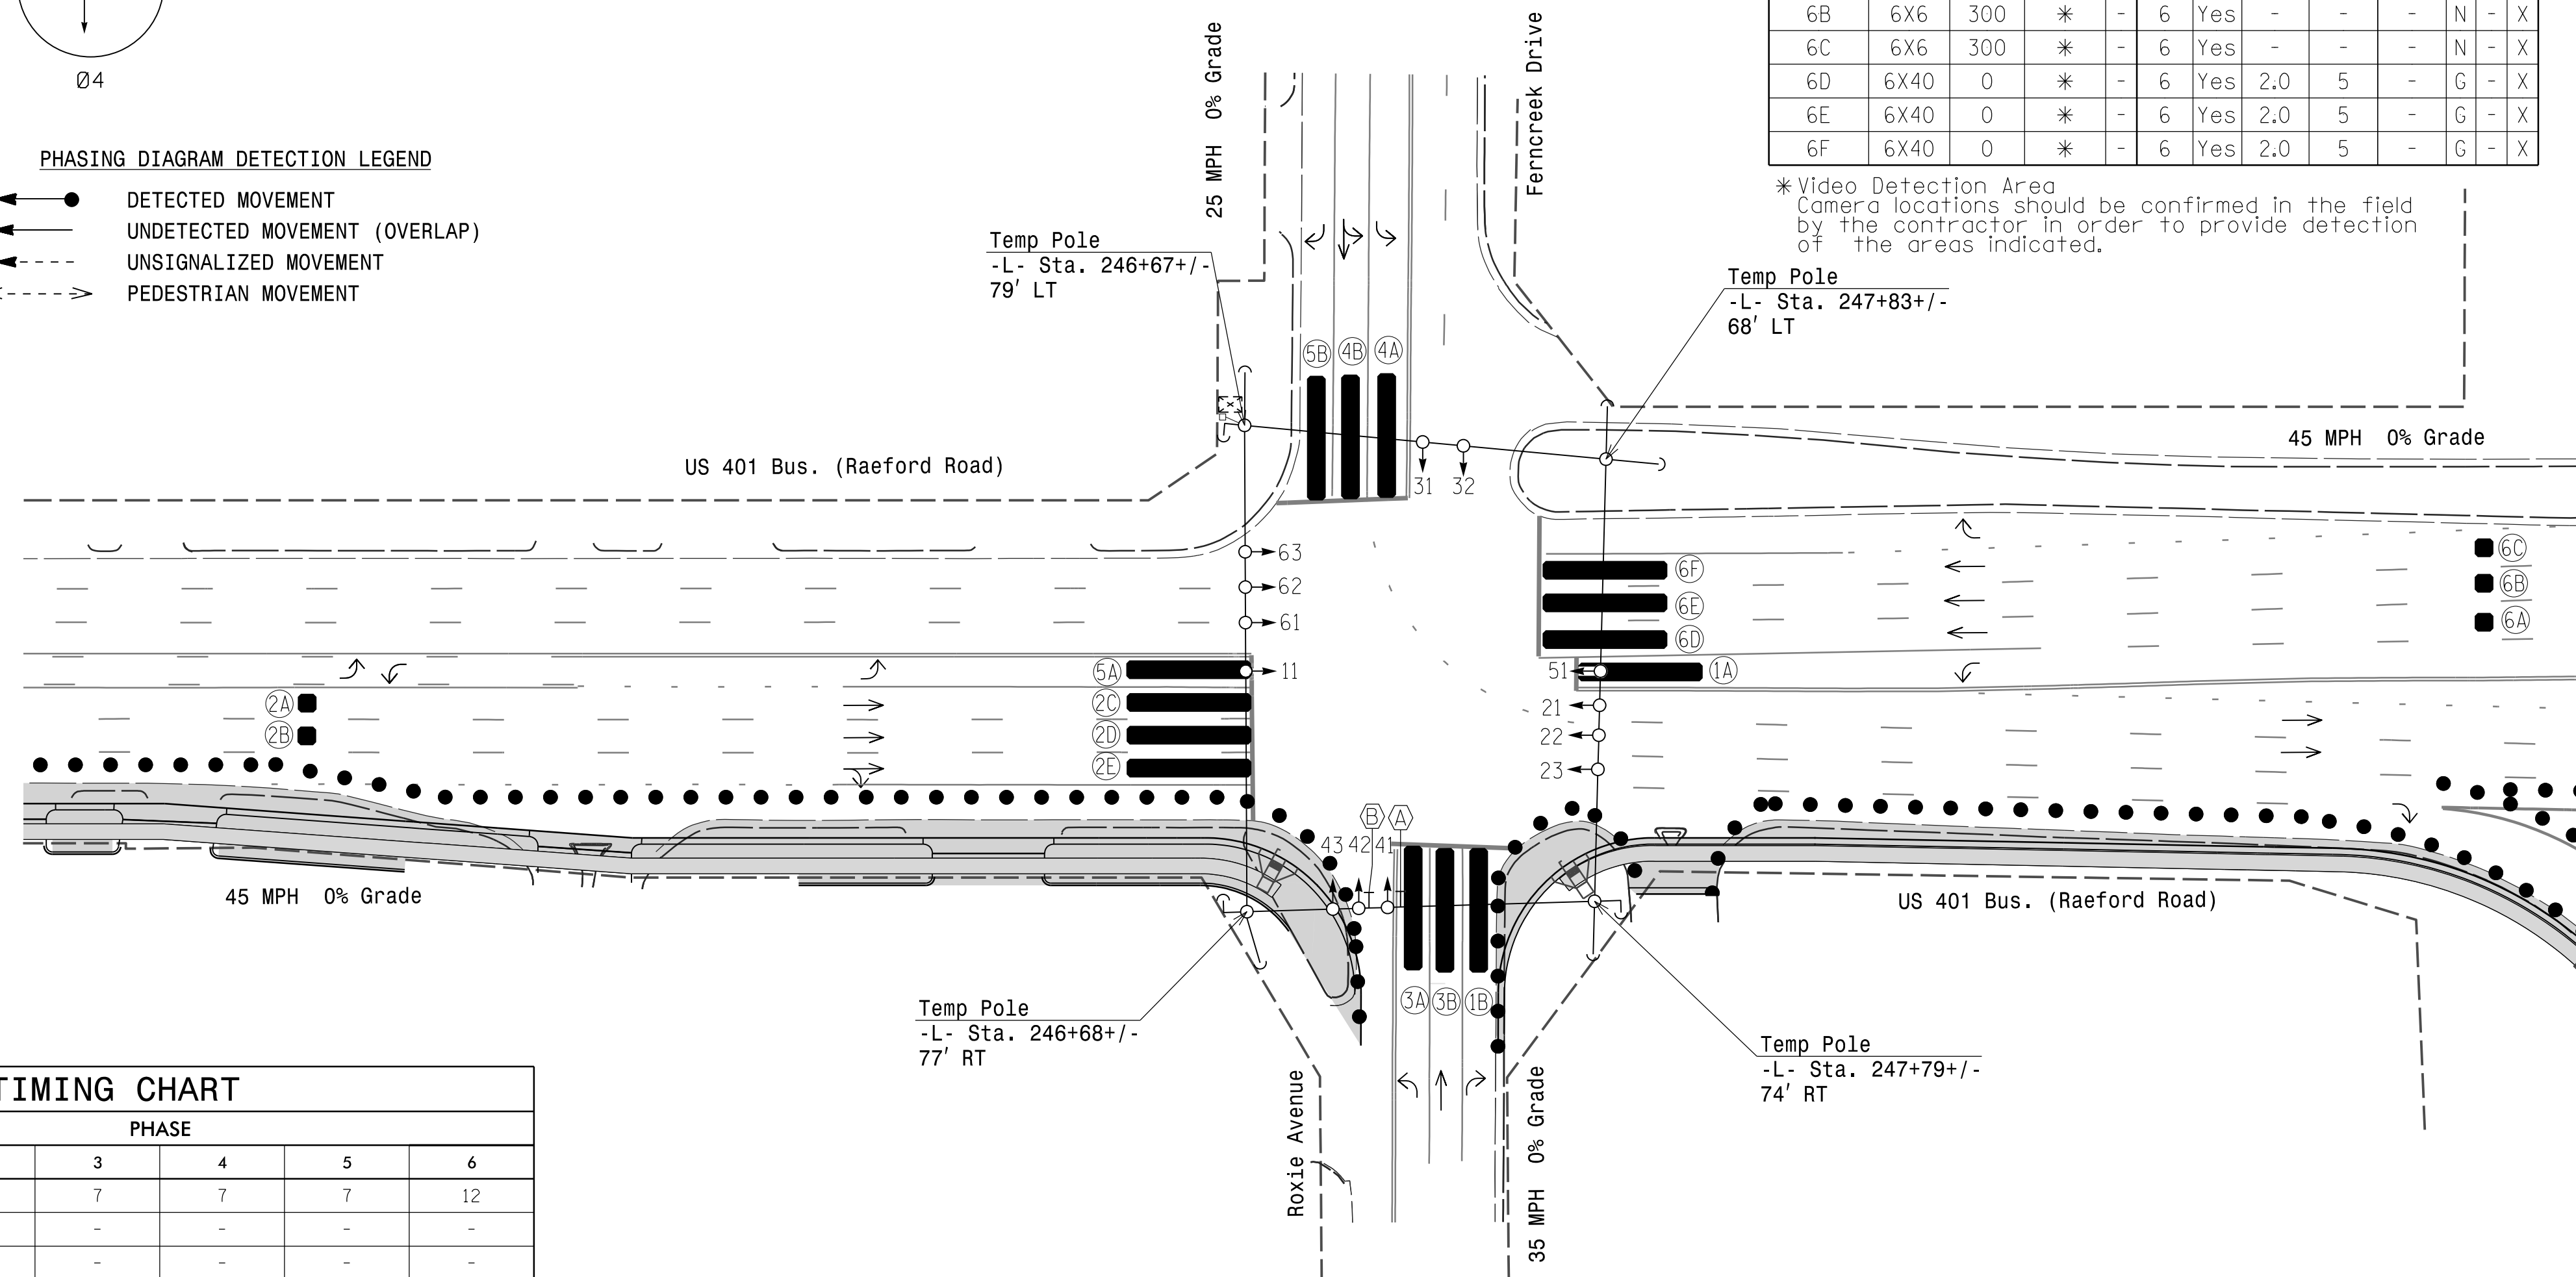 Ø4
PHASING DIAGRAM DETECTION LEGEND
DETECTED MOVEMENT
UNDETECTED MOVEMENT (OVERLAP)
UNSIGNALIZED MOVEMENT
PEDESTRIAN MOVEMENT
25 MPH 0% Grade
Ferncreek Drive
6B 6X6 300 * - 6 Yes - - - N - X
6C 6X6 300 * - 6 Yes - - - N - X
6D 6X40 0 * - 6 Yes 2.0 5 - G - X
6E 6X40 0 * - 6 Yes 2.0 5 - G - X
6F 6X40 0 * - 6 Yes 2.0 5 - G - X
* Video Detection Area
Camera locations should be confirmed in the field
by the contractor in order to provide detection
of the areas indicated.
Temp Pole
-L- Sta. 246+67+/-
79' LT
Temp Pole
-L- Sta. 247+83+/-
68' LT
5B 4B 4A
31 32
US 401 Bus. (Raeford Road)
45 MPH 0% Grade
63
62
61
11
6F
6E
6D
1A
6C
6B
6A
5A
2C
2D
2E
2A
2B
51
21
22
23
B A
43 42 41
45 MPH 0% Grade
US 401 Bus. (Raeford Road)
3A 3B 1B
Temp Pole
-L- Sta. 246+68+/-
77' RT
Temp Pole
-L- Sta. 247+79+/-
74' RT
Roxie Avenue
35 MPH 0% Grade
TIMING CHART
PHASE
3 4 5 6
7 7 7 12
- - - -
- - - -